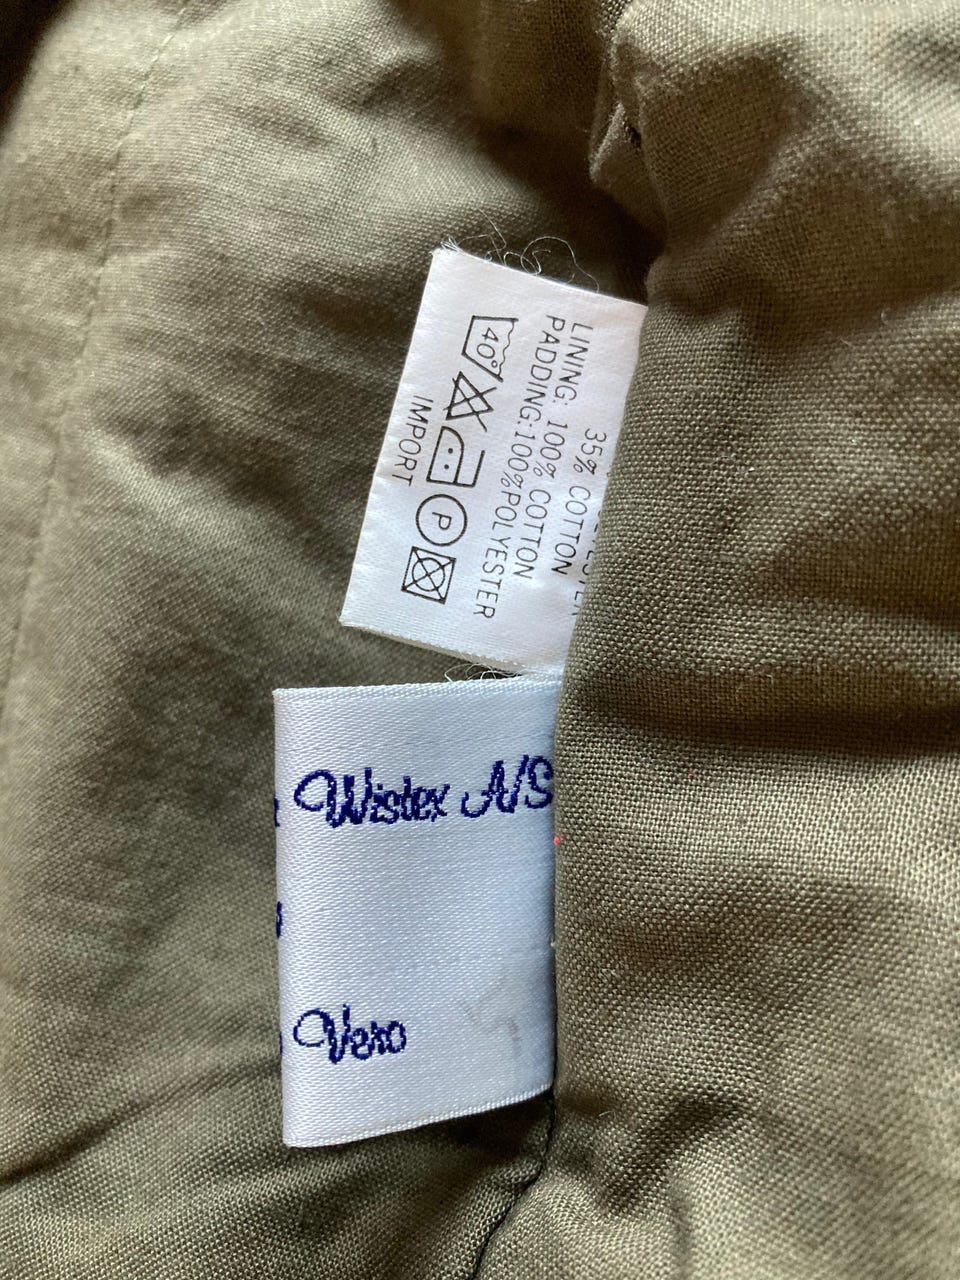 35% COTTON
LINING: 100% COTTON
PADDING:100%POLYESTER
40°
P
IMPORT
Wistex A/S
Vero